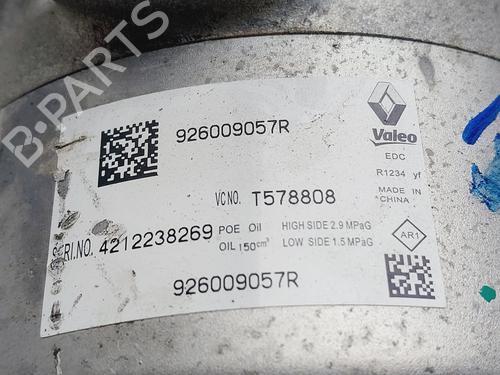 B-PARTS
926009057R
Valeo
EDC
R1234 yf
MADE IN
CHINA
VC NO. T578808
SERI.NO. 4212238269
POE Oil HIGH SIDE 2.9 MPaG
OIL 150cm³ LOW SIDE 1.5 MPaG
AR1
926009057R